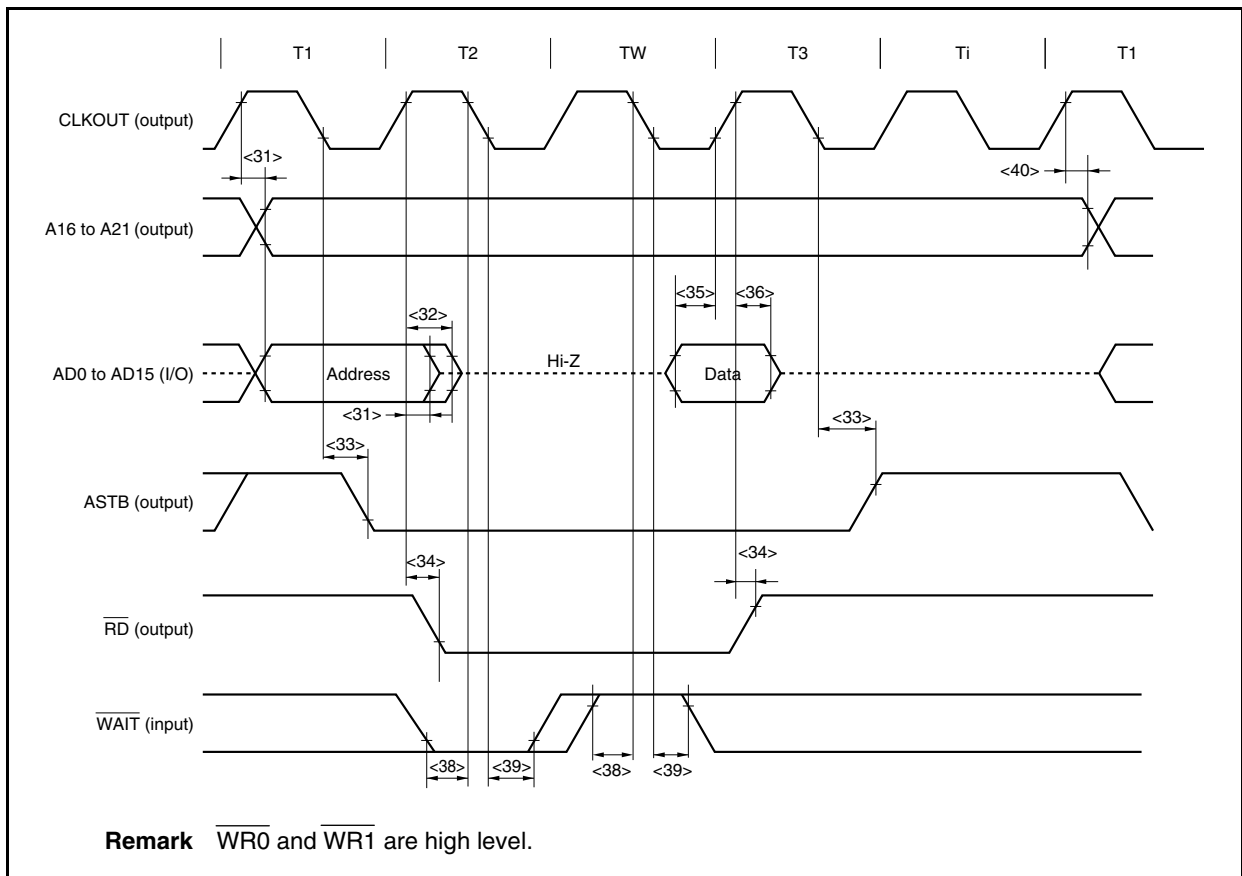 T1 T2 TW T3 Ti T1
CLKOUT (output)
<31>
<40>
A16 to A21 (output)
<35> <36>
<32>
Hi-Z
AD0 to AD15 (I/O) Address Data
<31> <33>
<33>
ASTB (output)
<34> <34>
RD (output)
WAIT (input)
<38> <39> <38> <39>
Remark WR0 and WR1 are high level.